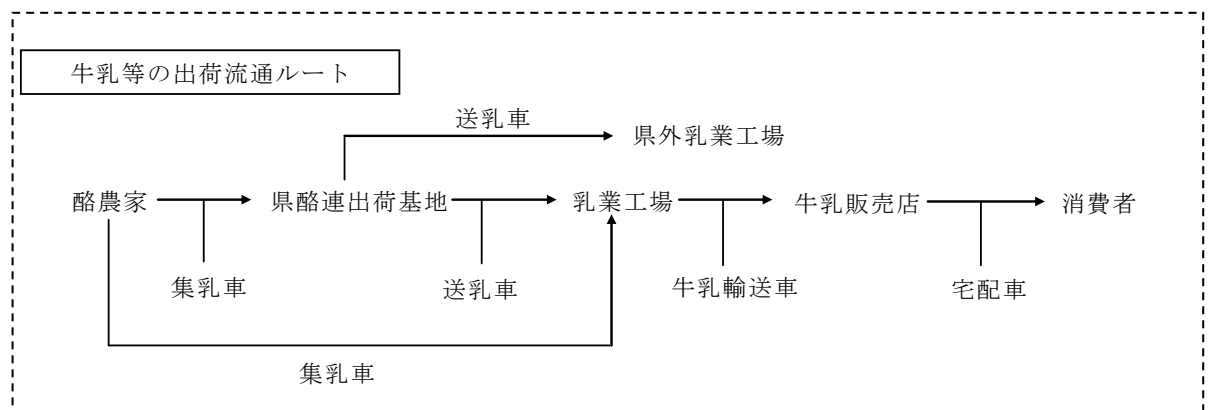 牛乳等の出荷流通ルート
送乳車
県外乳業工場
酪農家
県酪連出荷基地
乳業工場
牛乳販売店
消費者
集乳車
送乳車
牛乳輸送車
宅配車
集乳車